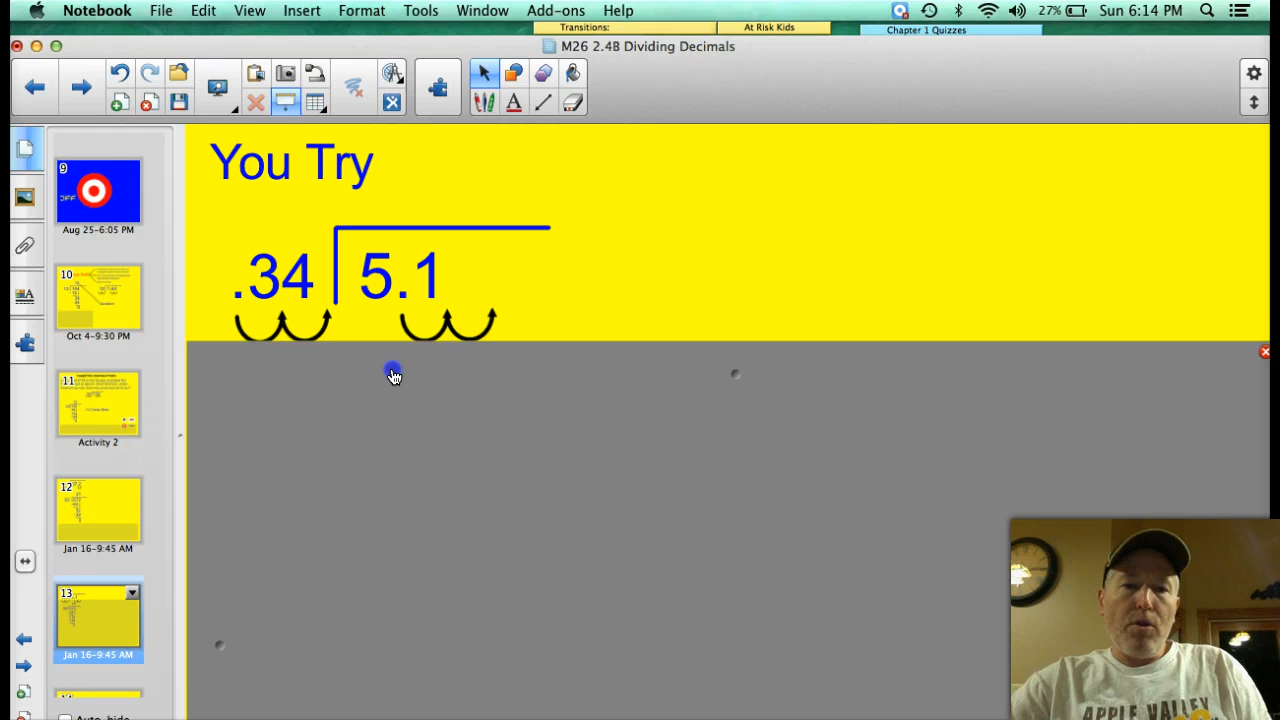 Notebook File Edit View Insert Format Tools Window Add-ons Help 27% Sun 6:14 PM
Transitions: At Risk Kids Chapter 1 Quizzes
M26 2.4B Dividing Decimals
You Try
.34 5.1
9
OFF
Aug 25-6:05 PM
10
Oct 4-9:30 PM
11
Activity 2
12
Jan 16-9:45 AM
13
Jan 16-9:45 AM
Auto-hide
APPLE VALLEY